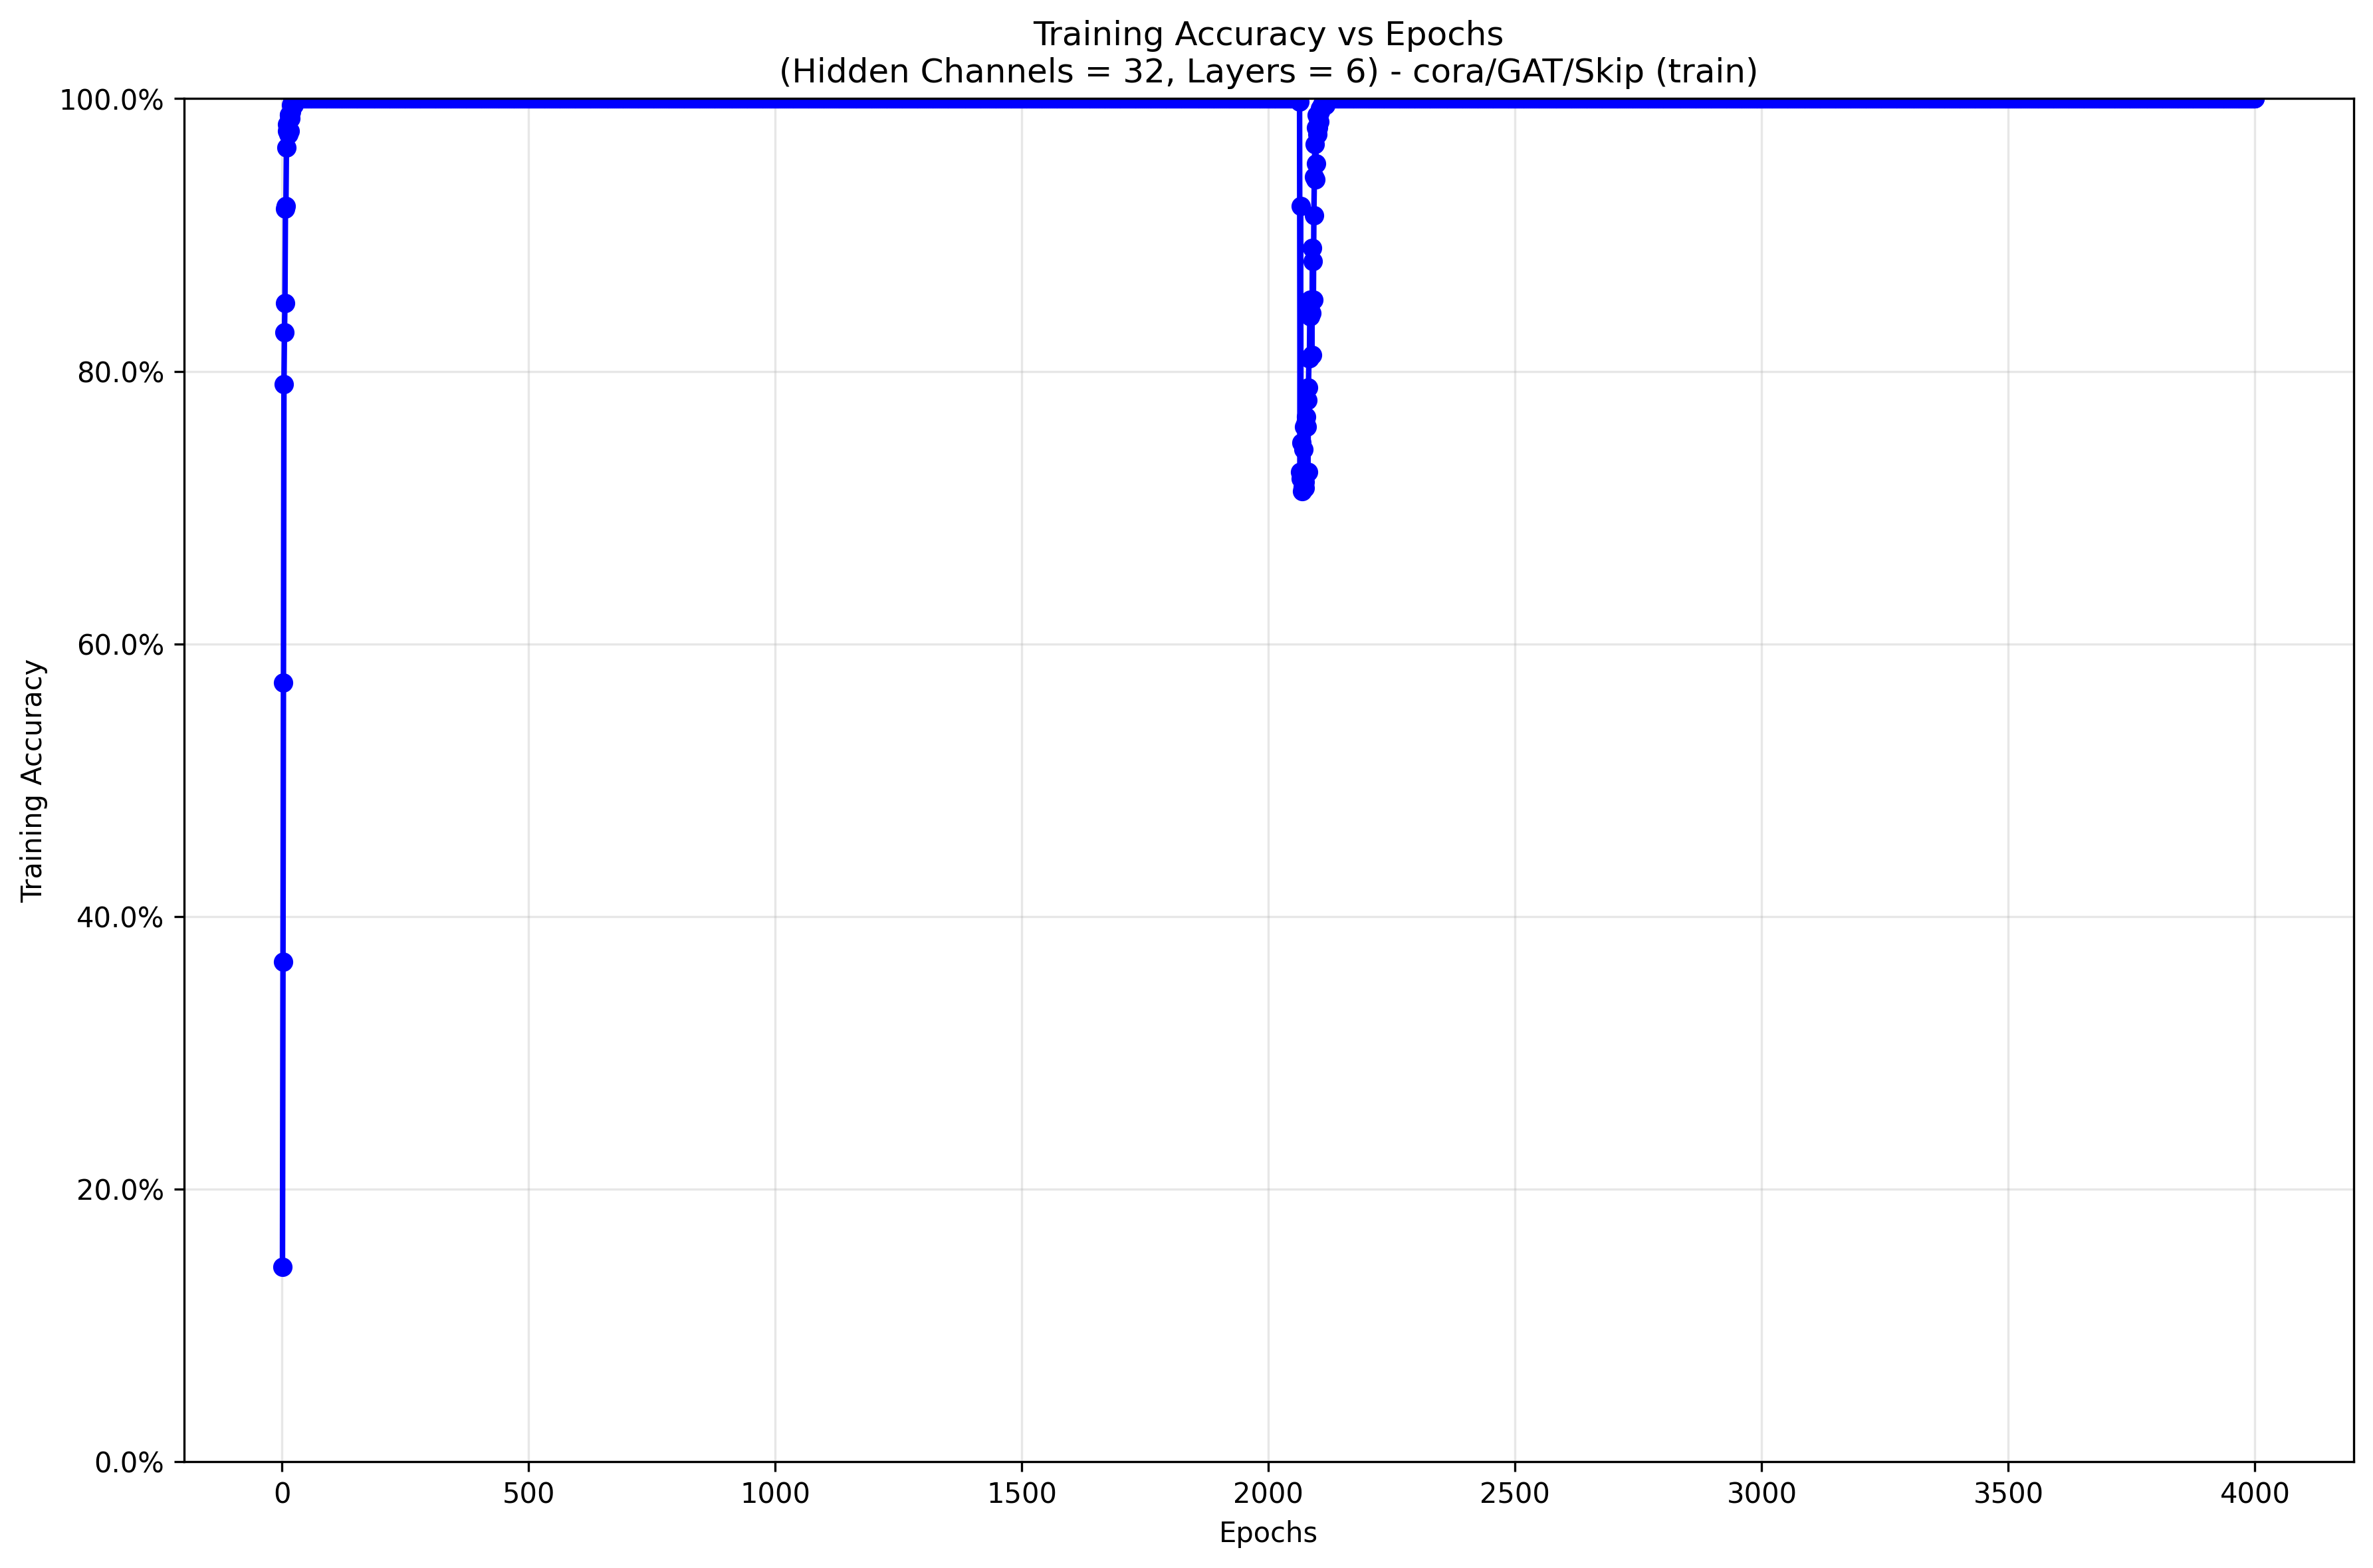 Training Accuracy vs Epochs
(Hidden Channels = 32, Layers = 6) - cora/GAT/Skip (train)
100.0%
80.0%
60.0%
40.0%
20.0%
0.0%
Training Accuracy
0 500 1000 1500 2000 2500 3000 3500 4000
Epochs